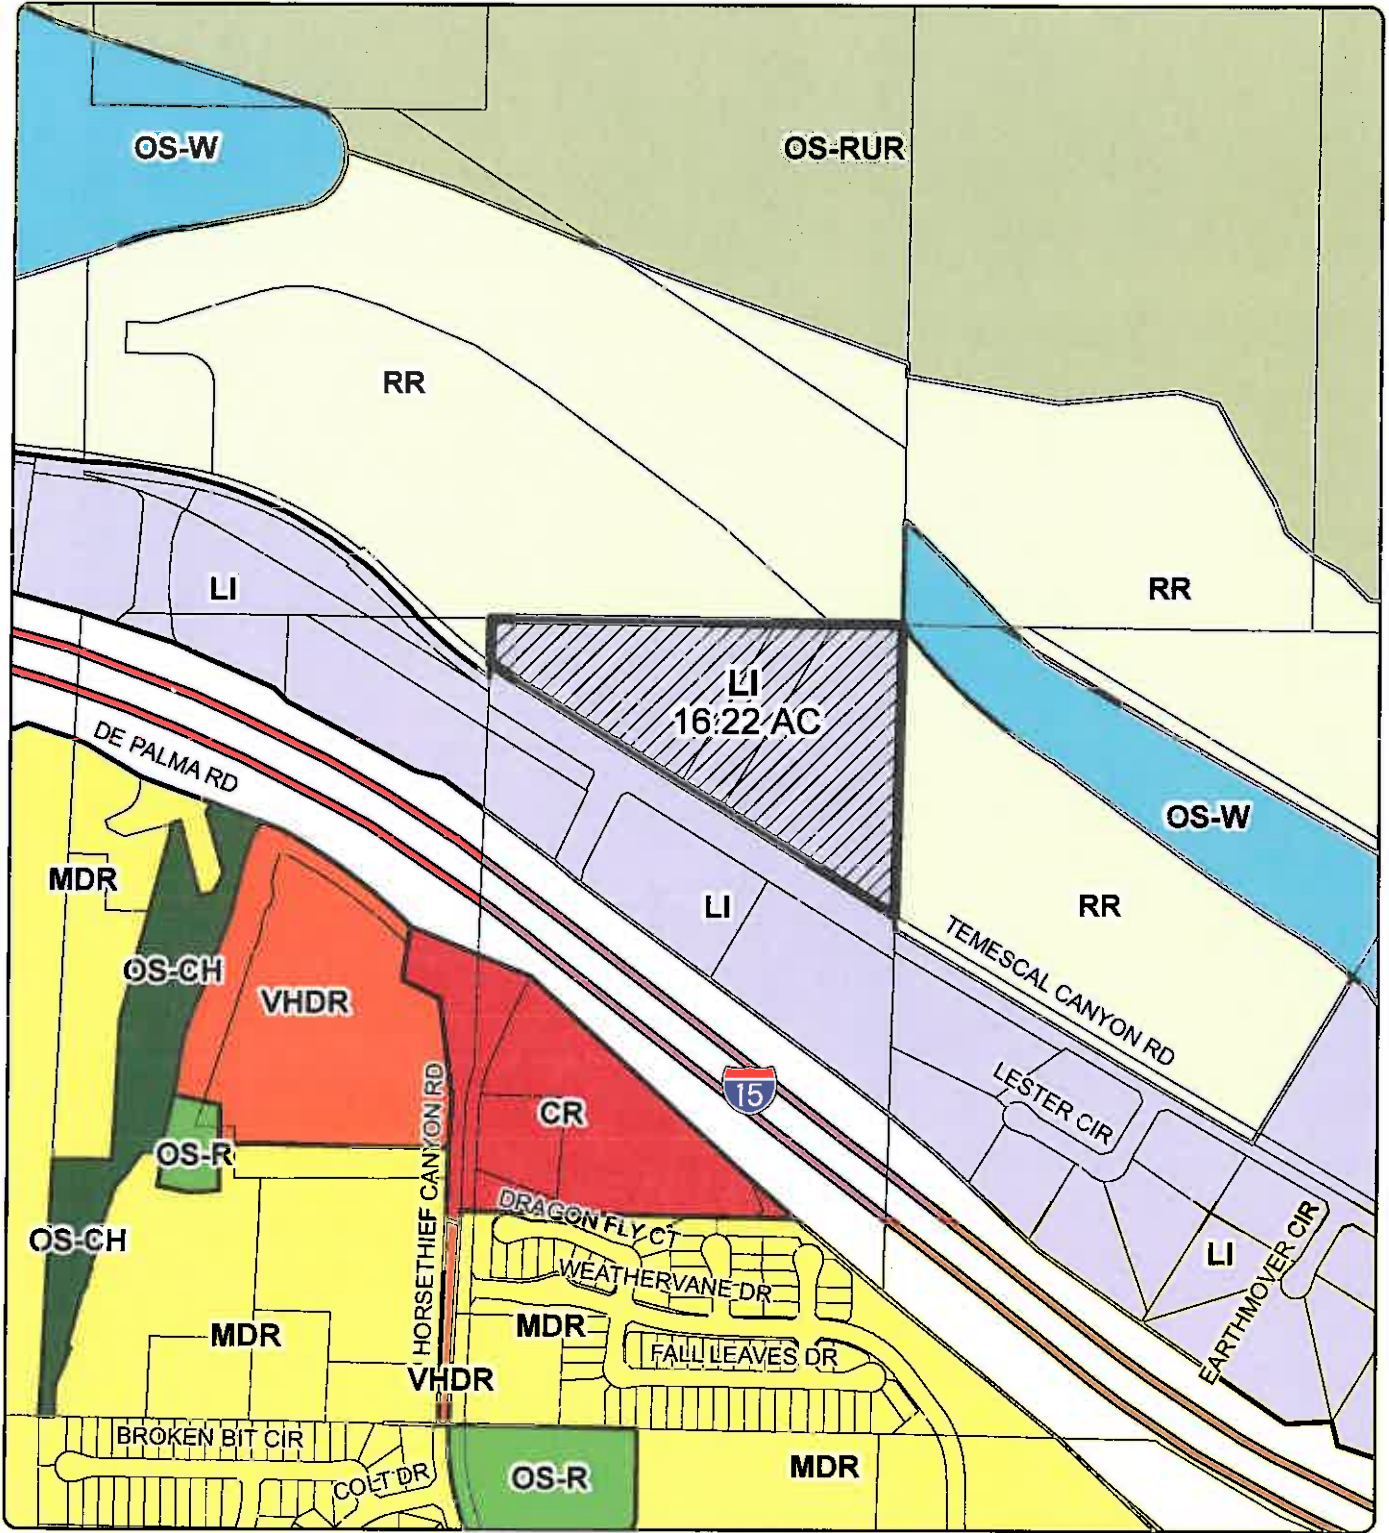 OS-W
OS-RUR
RR
LI
RR
LI
16.22 AC
DE PALMA RD
OS-W
MDR
LI
RR
OS-CH
VHDR
TEMESCAL CANYON RD
15
LESTER CIR
CR
HORSETHIEF CANYON RD
OS-R
DRAGON FLY CT
OS-CH
LI
EARTHMOVER CIR
WEATHERVANE DR
MDR
MDR
FALL LEAVES DR
VHDR
BROKEN BIT CIR
COLT DR
OS-R
MDR